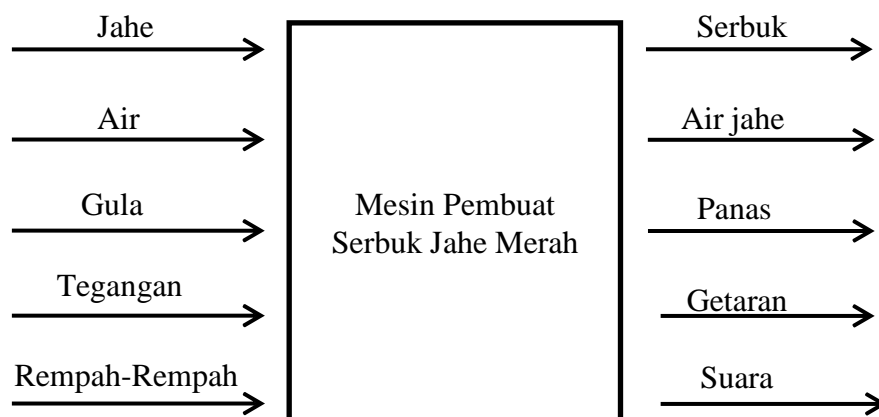 Jahe
Air
Gula
Tegangan
Rempah-Rempah
Mesin Pembuat
Serbuk Jahe Merah
Serbuk
Air jahe
Panas
Getaran
Suara